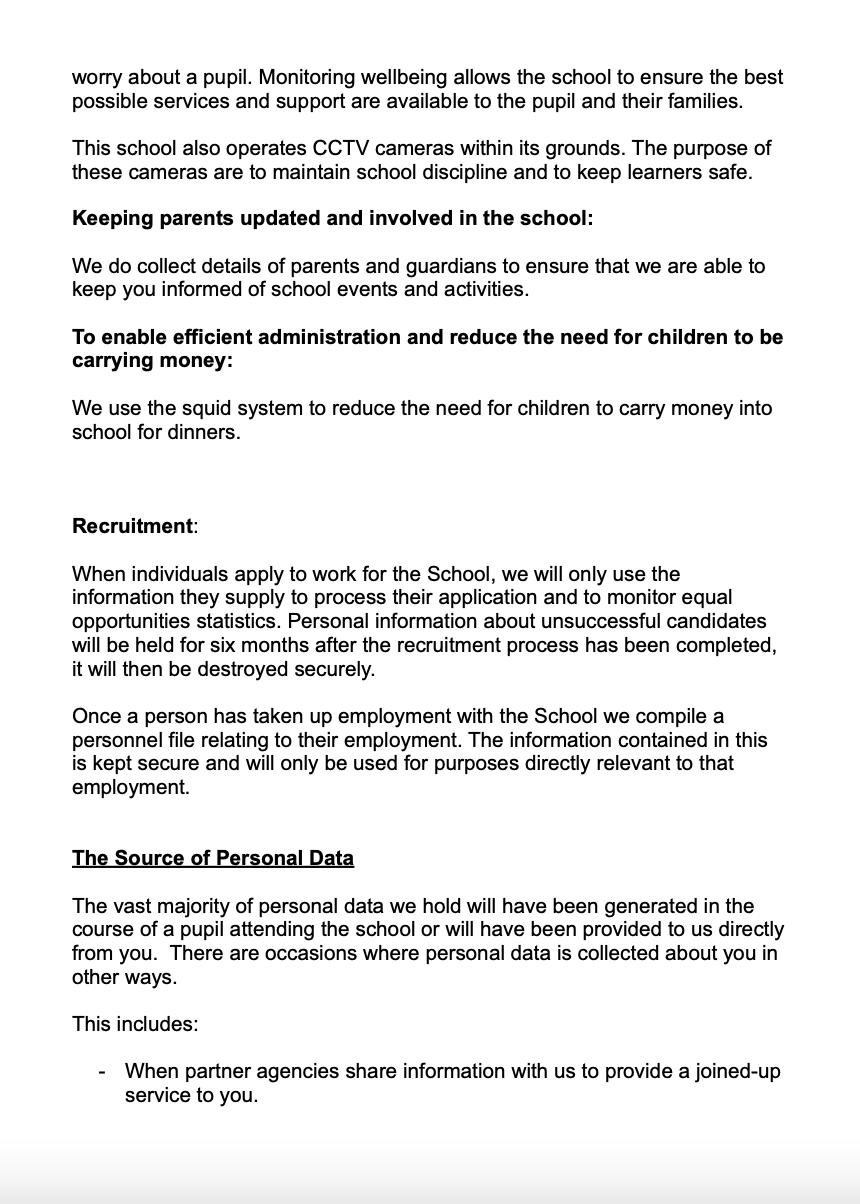 worry about a pupil. Monitoring wellbeing allows the school to ensure the best
possible services and support are available to the pupil and their families.
This school also operates CCTV cameras within its grounds. The purpose of
these cameras are to maintain school discipline and to keep learners safe.
Keeping parents updated and involved in the school:
We do collect details of parents and guardians to ensure that we are able to
keep you informed of school events and activities.
To enable efficient administration and reduce the need for children to be
carrying money:
We use the squid system to reduce the need for children to carry money into
school for dinners.
Recruitment:
When individuals apply to work for the School, we will only use the
information they supply to process their application and to monitor equal
opportunities statistics. Personal information about unsuccessful candidates
will be held for six months after the recruitment process has been completed,
it will then be destroyed securely.
Once a person has taken up employment with the School we compile a
personnel file relating to their employment. The information contained in this
is kept secure and will only be used for purposes directly relevant to that
employment.
The Source of Personal Data
The vast majority of personal data we hold will have been generated in the
course of a pupil attending the school or will have been provided to us directly
from you.  There are occasions where personal data is collected about you in
other ways.
This includes:
- When partner agencies share information with us to provide a joined-up
service to you.